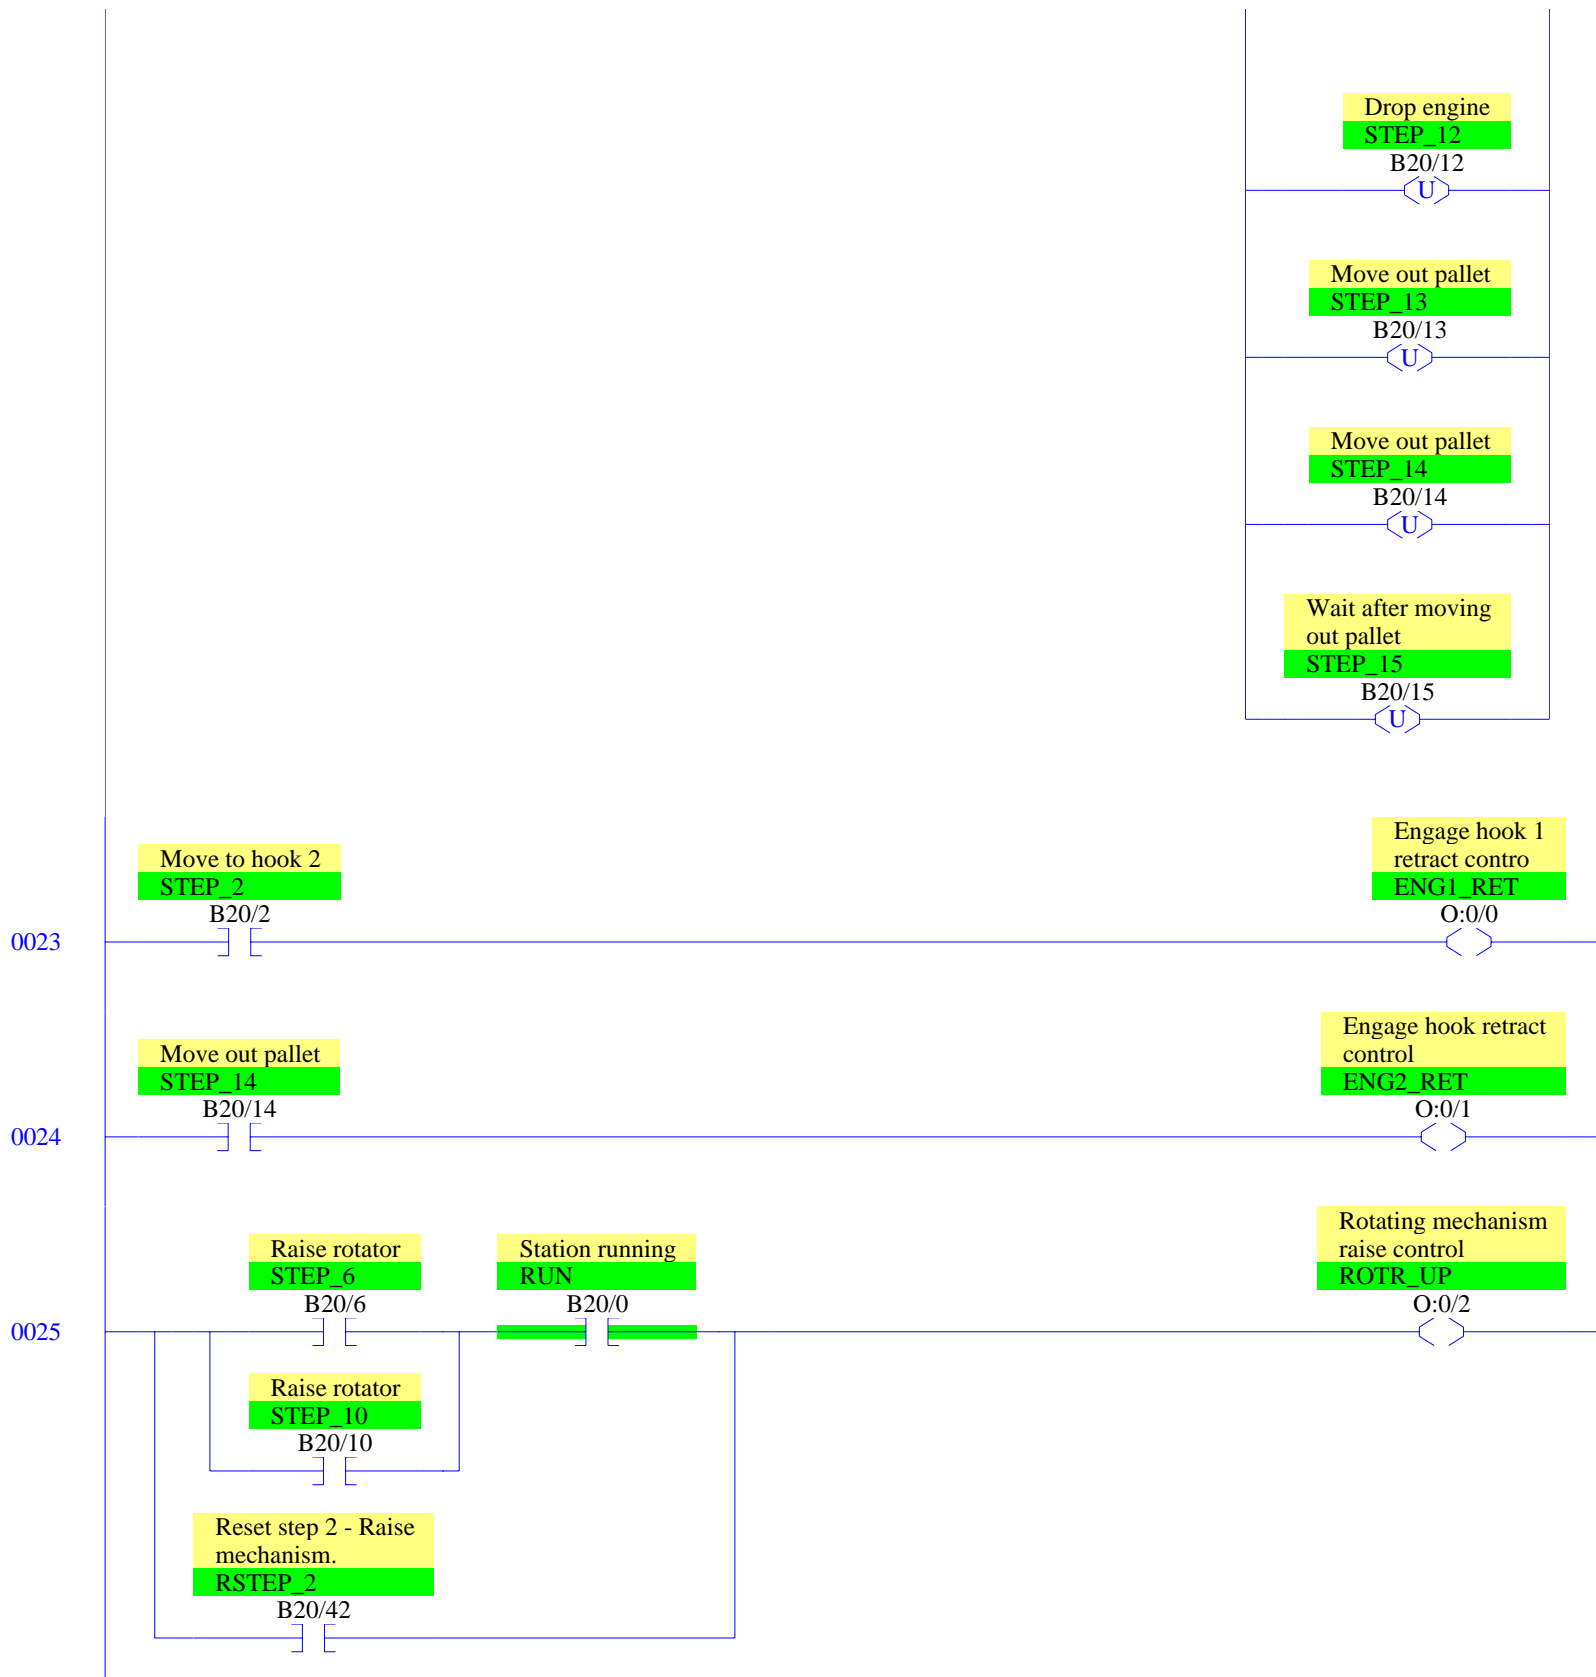 Drop engine
STEP_12
B20/12
U
Move out pallet
STEP_13
B20/13
U
Move out pallet
STEP_14
B20/14
U
Wait after moving
out pallet
STEP_15
B20/15
U
Move to hook 2
STEP_2
B20/2
Engage hook 1
retract contro
ENG1_RET
O:0/0
0023
Move out pallet
STEP_14
B20/14
Engage hook retract
control
ENG2_RET
O:0/1
0024
Raise rotator
STEP_6
B20/6
Station running
RUN
B20/0
Rotating mechanism
raise control
ROTR_UP
O:0/2
0025
Raise rotator
STEP_10
B20/10
Reset step 2 - Raise
mechanism.
RSTEP_2
B20/42